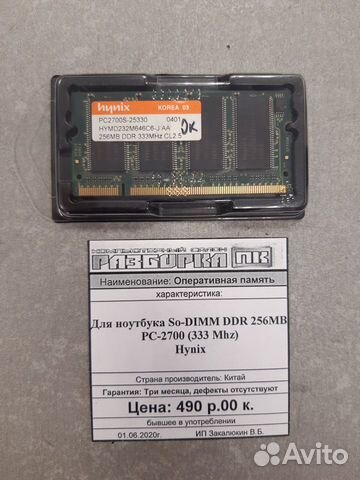 hynix
KOREA 03
PC2700S-25330 0401
HYMD232M646C6-J AA
256MB DDR 333MHz CL2.5
OK
КОМПЬЮТЕРНЫЙ САЛОН
РАЗБОРКА ПК
Наименование: Оперативная память
характеристика:
Для ноутбука So-DIMM DDR 256MB
PC-2700 (333 Mhz)
Hynix
Страна производитель: Китай
Гарантия: Три месяца, дефекты отсутствуют
Цена: 490 р.00 к.
бывшее в употреблении
01.06.2020г. ИП Закалюкин В.Б.
Avito